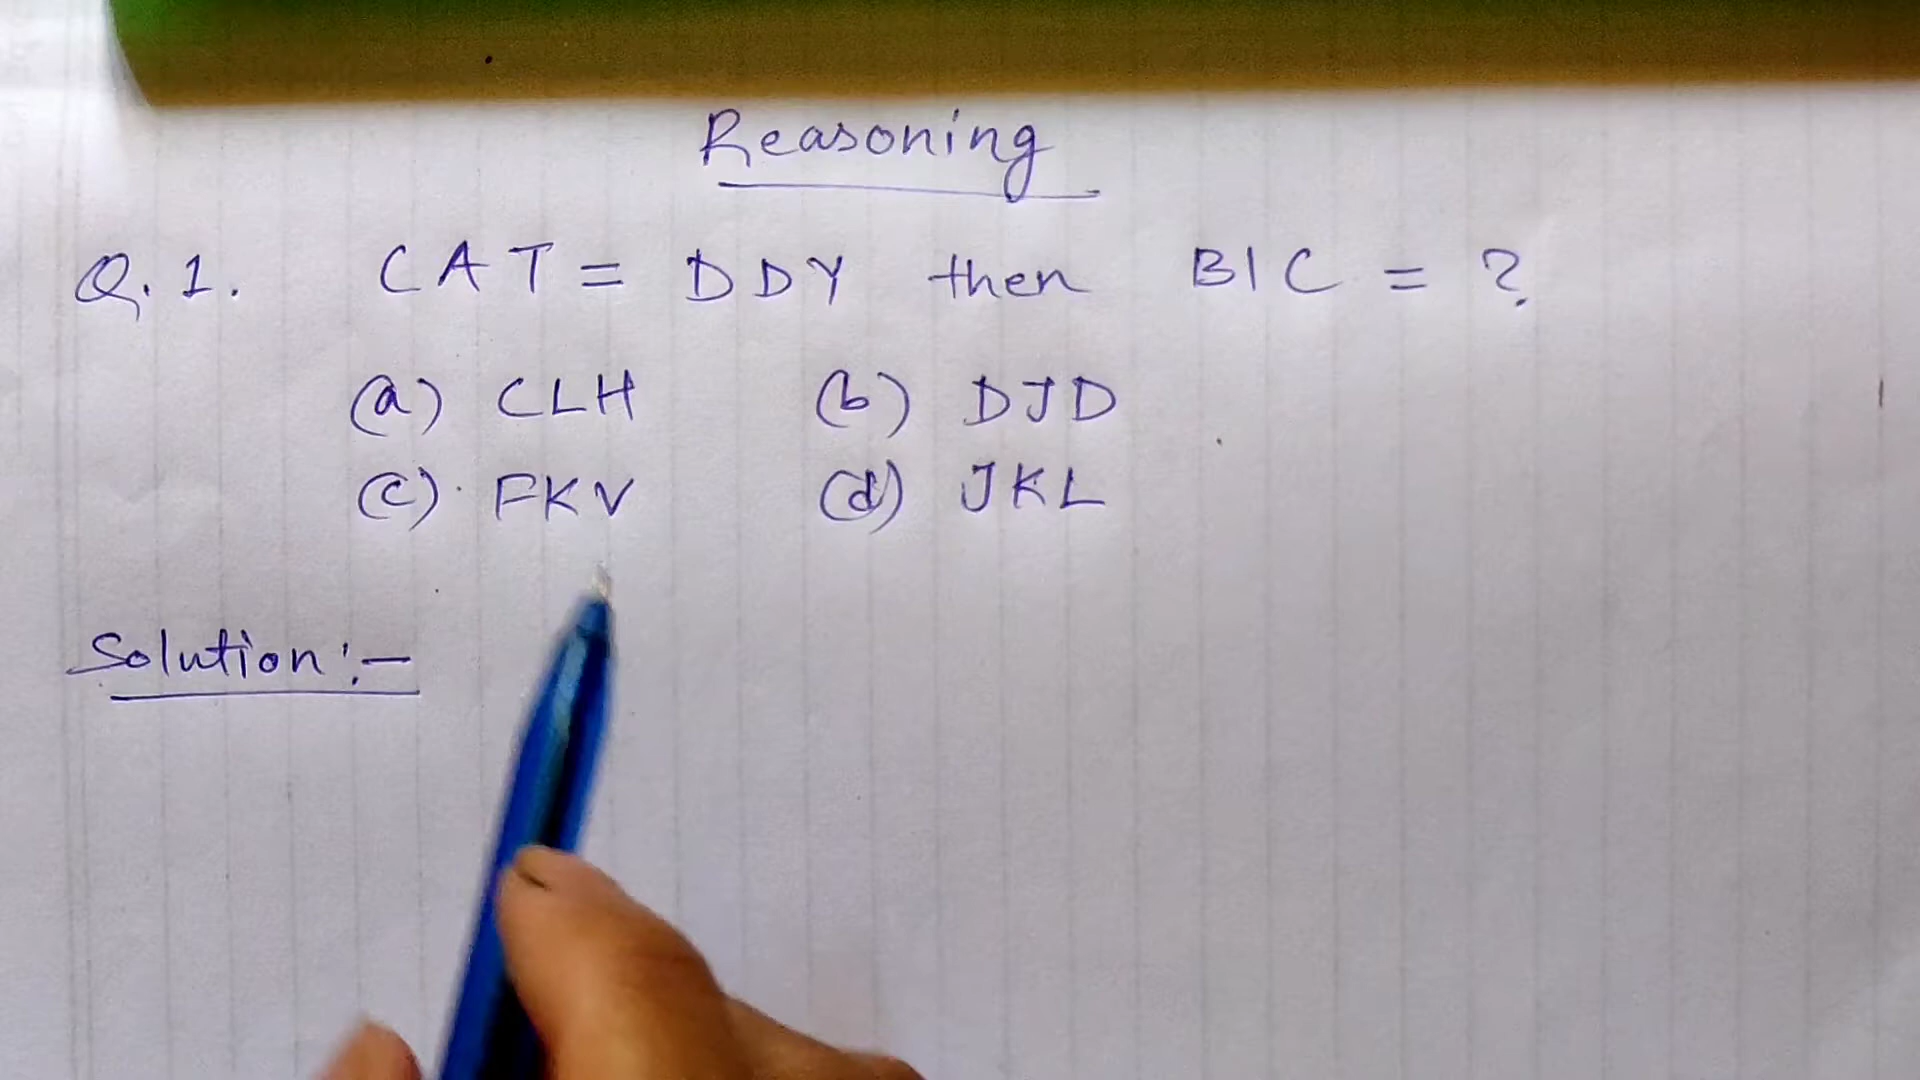 Reasoning
Q. 1. CAT = DDY then BIC = ?
(a) CLH (b) DJD
(c) FKV (d) JKL
Solution :-